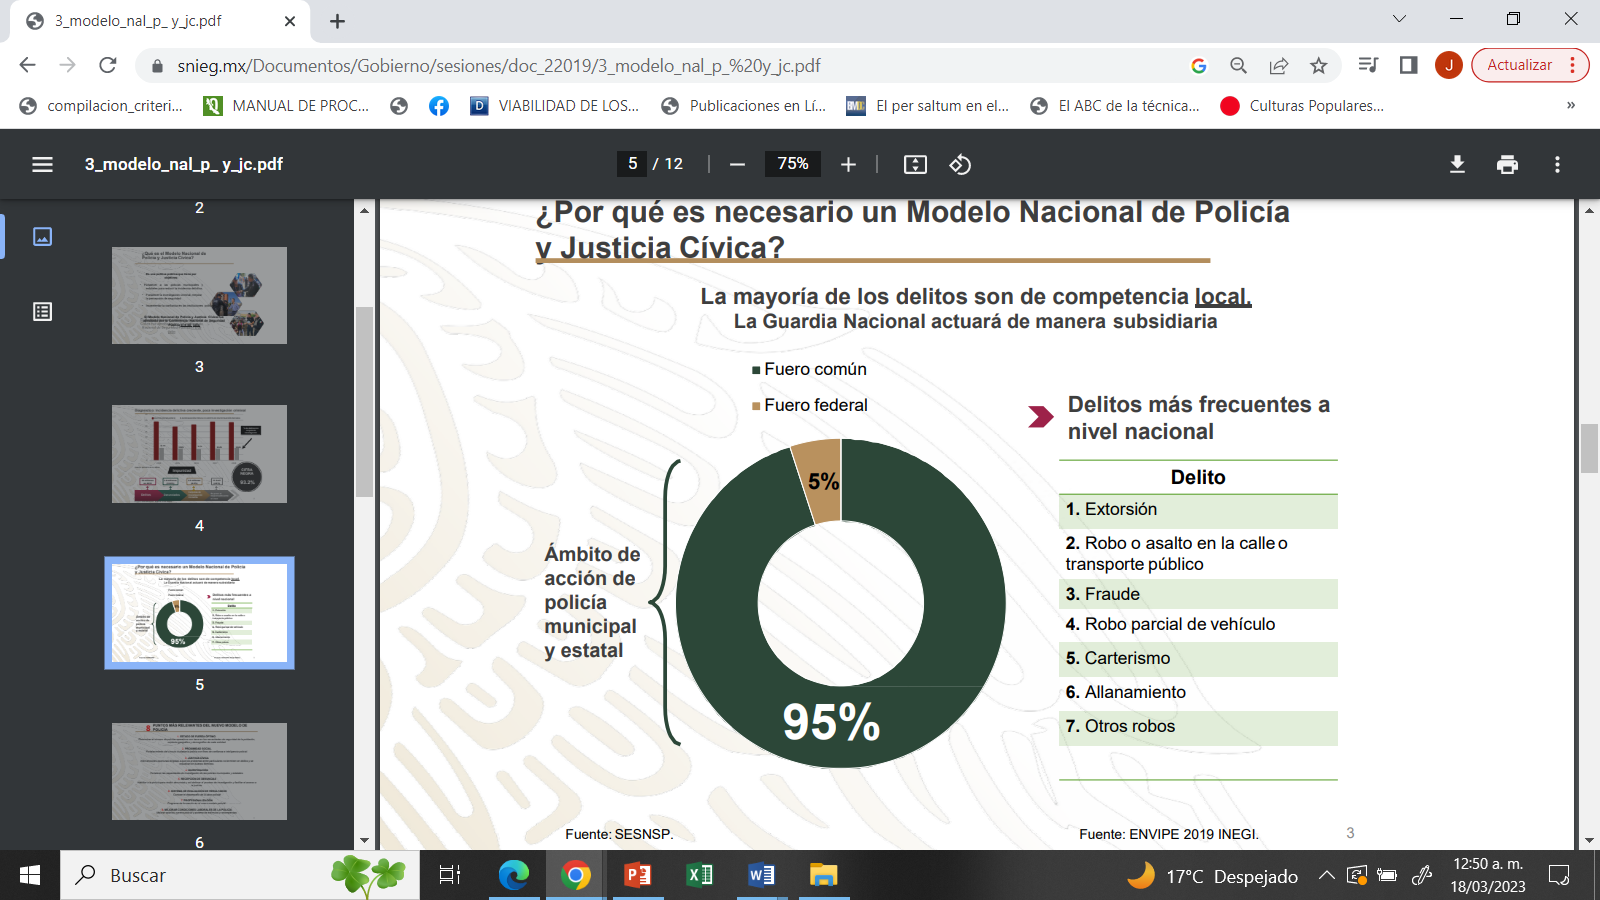 3_modelo_nal_p_ y_jc.pdf
snieg.mx/Documentos/Gobierno/sesiones/doc_22019/3_modelo_nal_p_%20y_jc.pdf
J
Actualizar
compilacion_criteri...
MANUAL DE PROC...
VIABILIDAD DE LOS...
Publicaciones en Lí...
El per saltum en el...
El ABC de la técnica...
Culturas Populares...
»
3_modelo_nal_p_ y_jc.pdf
5 / 12
75%
2
3
4
5
6
¿Por qué es necesario un Modelo Nacional de Policía
y Justicia Cívica?
La mayoría de los delitos son de competencia local.
La Guardia Nacional actuará de manera subsidiaria
Fuero común
Fuero federal
5%
95%
Ámbito de
acción de
policía
municipal
y estatal
Delitos más frecuentes a
nivel nacional
Delito
1. Extorsión
2. Robo o asalto en la calle o
transporte público
3. Fraude
4. Robo parcial de vehículo
5. Carterismo
6. Allanamiento
7. Otros robos
Fuente: SESNSP.
Fuente: ENVIPE 2019 INEGI.
3
Buscar
17°C Despejado
12:50 a. m.
18/03/2023